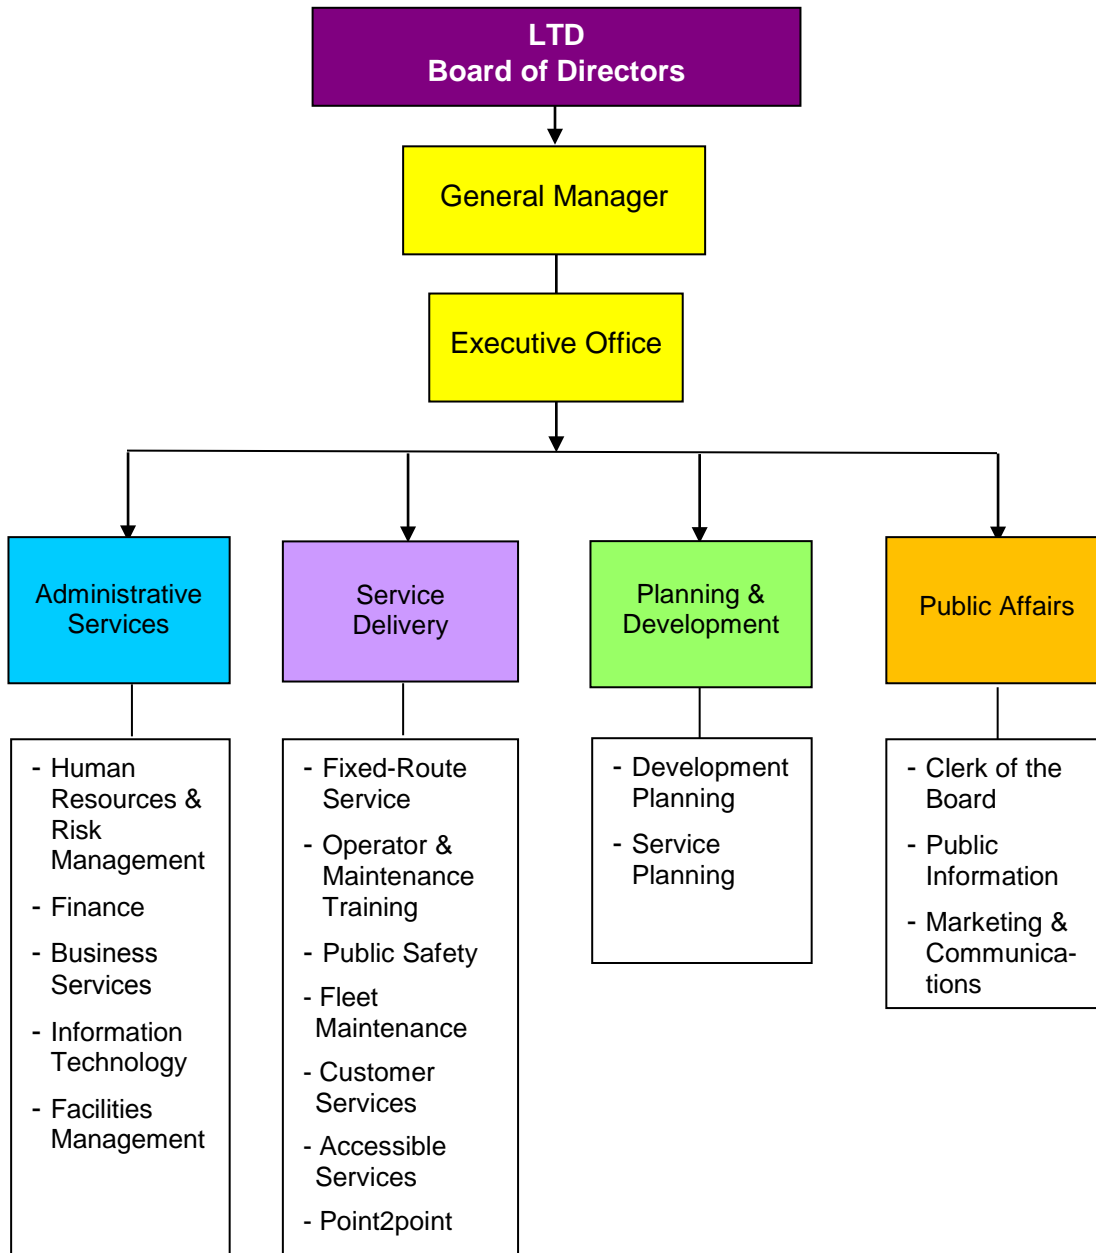 LTD
Board of Directors
General Manager
Executive Office
Administrative
Services
Service
Delivery
Planning &
Development
Public Affairs
- Human
Resources &
Risk
Management
- Finance
- Business
Services
- Information
Technology
- Facilities
Management
- Fixed-Route
Service
- Operator &
Maintenance
Training
- Public Safety
- Fleet
Maintenance
- Customer
Services
- Accessible
Services
- Point2point
- Development
Planning
- Service
Planning
- Clerk of the
Board
- Public
Information
- Marketing &
Communica-
tions